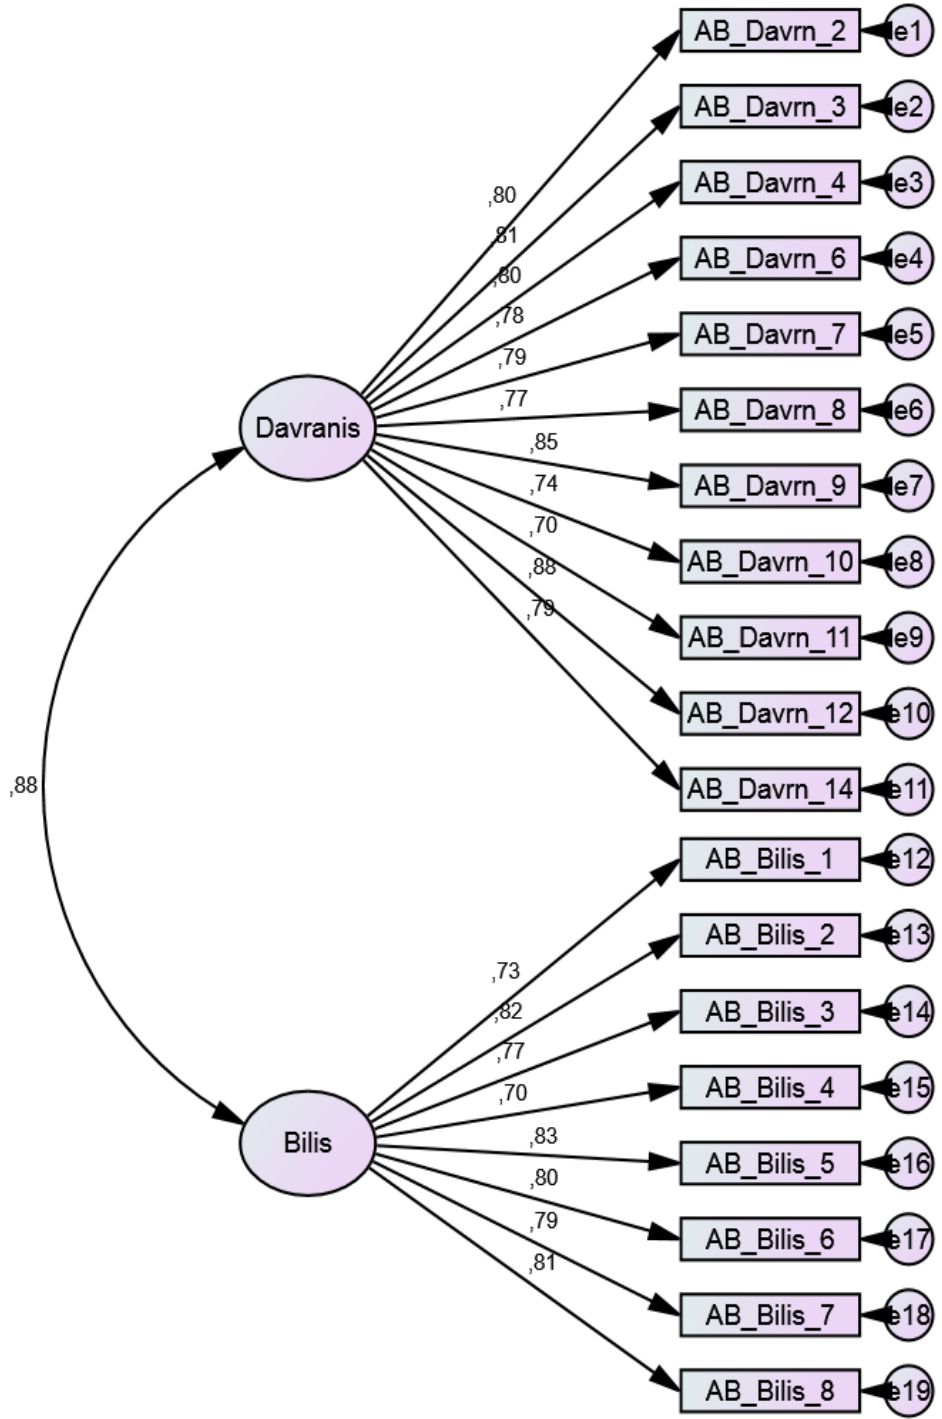 AB_Davrn_2 e1
AB_Davrn_3 e2
AB_Davrn_4 e3
,80
,81
AB_Davrn_6 e4
,80
,78
AB_Davrn_7 e5
,79
,77
AB_Davrn_8 e6
Davranis
,85
AB_Davrn_9 e7
,74
,70
AB_Davrn_10 e8
,88
,79
AB_Davrn_11 e9
AB_Davrn_12 e10
,88
AB_Davrn_14 e11
AB_Bilis_1 e12
AB_Bilis_2 e13
,73
,82
AB_Bilis_3 e14
,77
,70
AB_Bilis_4 e15
,83
Bilis
AB_Bilis_5 e16
,80
,79
AB_Bilis_6 e17
,81
AB_Bilis_7 e18
AB_Bilis_8 e19